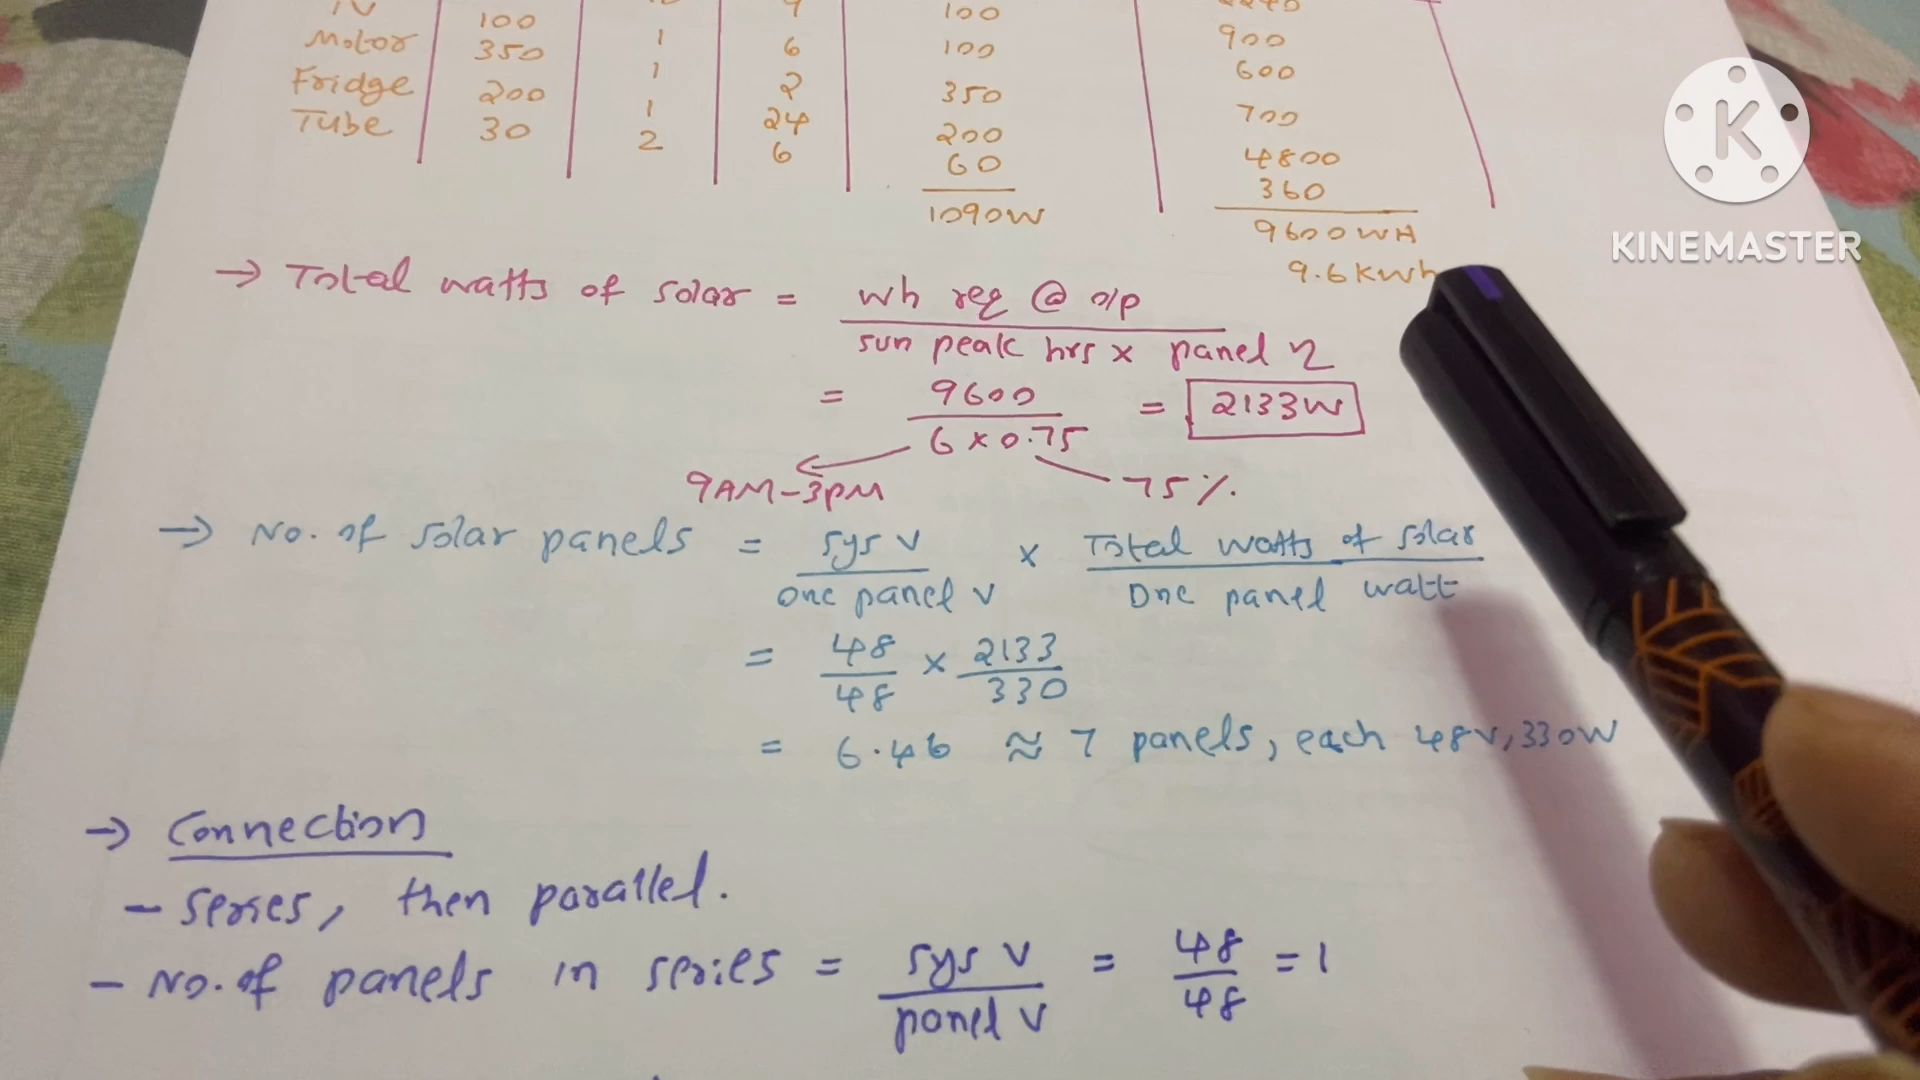 TV 100 100
Motor 350 1 6 100 900
Fridge 200 1 2 350 600
Tube 30 1 24 200 700
2 6 60 4800
360
1090W
9600WH
9.6KWh
→ Total watts of solar = wh req @ o/p / sun peak hrs x panel η
= 9600 / 6 x 0.75 = 2133W
9AM-3PM 75%
→ No. of solar panels = sys v / one panel v x Total watts of solar / One panel watt
= 48/48 x 2133/330
= 6.46 ≈ 7 panels, each 48V, 330W
→ Connection
- series, then parallel.
- No. of panels in series = sys v / panel v = 48/48 = 1
K
KINEMASTER